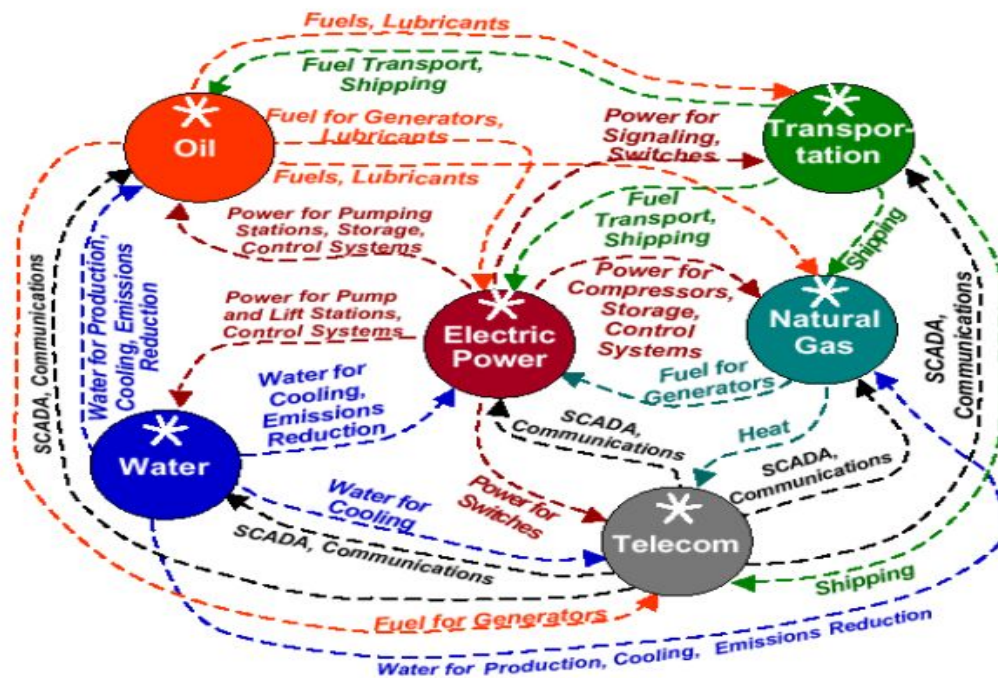 Fuels, Lubricants
Fuel Transport,
Shipping
Oil
Fuel for Generators,
Lubricants
Fuels, Lubricants
Power for
Signaling,
Switches
Transpor-
tation
Fuel
Transport,
Shipping
Shipping
Power for Pumping
Stations, Storage,
Control Systems
SCADA, Communications
Water for Production,
Cooling, Emissions
Reduction
Power for Pump
and Lift Stations,
Control Systems
Electric
Power
Power for
Compressors,
Storage,
Control
Systems
Natural
Gas
SCADA,
Communications
Water for
Cooling,
Emissions
Reduction
Fuel for
Generators
SCADA,
Communications
Heat
SCADA,
Communications
Water
Water for
Cooling
Power for
Switches
Telecom
SCADA, Communications
Shipping
Fuel for Generators
Water for Production, Cooling, Emissions Reduction